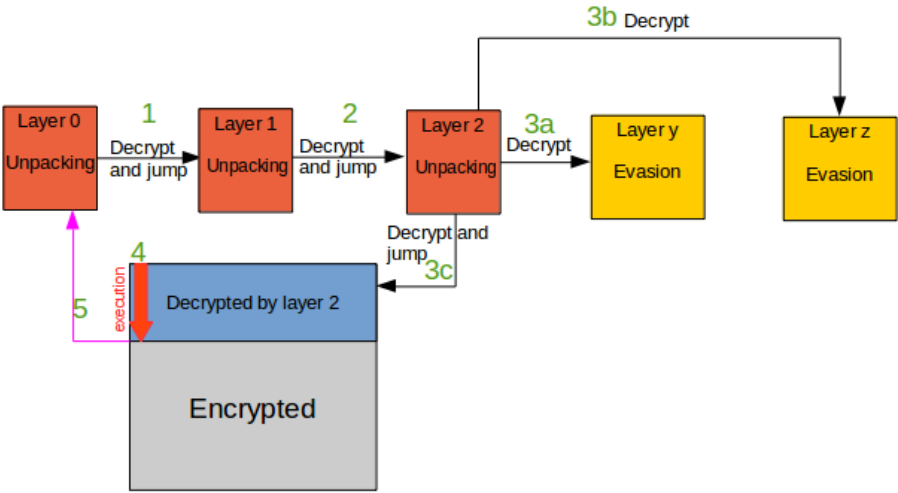 3b Decrypt
1
2
3a
Layer 0
Unpacking
Decrypt
and jump
Layer 1
Unpacking
Decrypt
and jump
Layer 2
Unpacking
Decrypt
Layer y
Evasion
Layer z
Evasion
Decrypt and
jump
3c
4
5
execution
Decrypted by layer 2
Encrypted